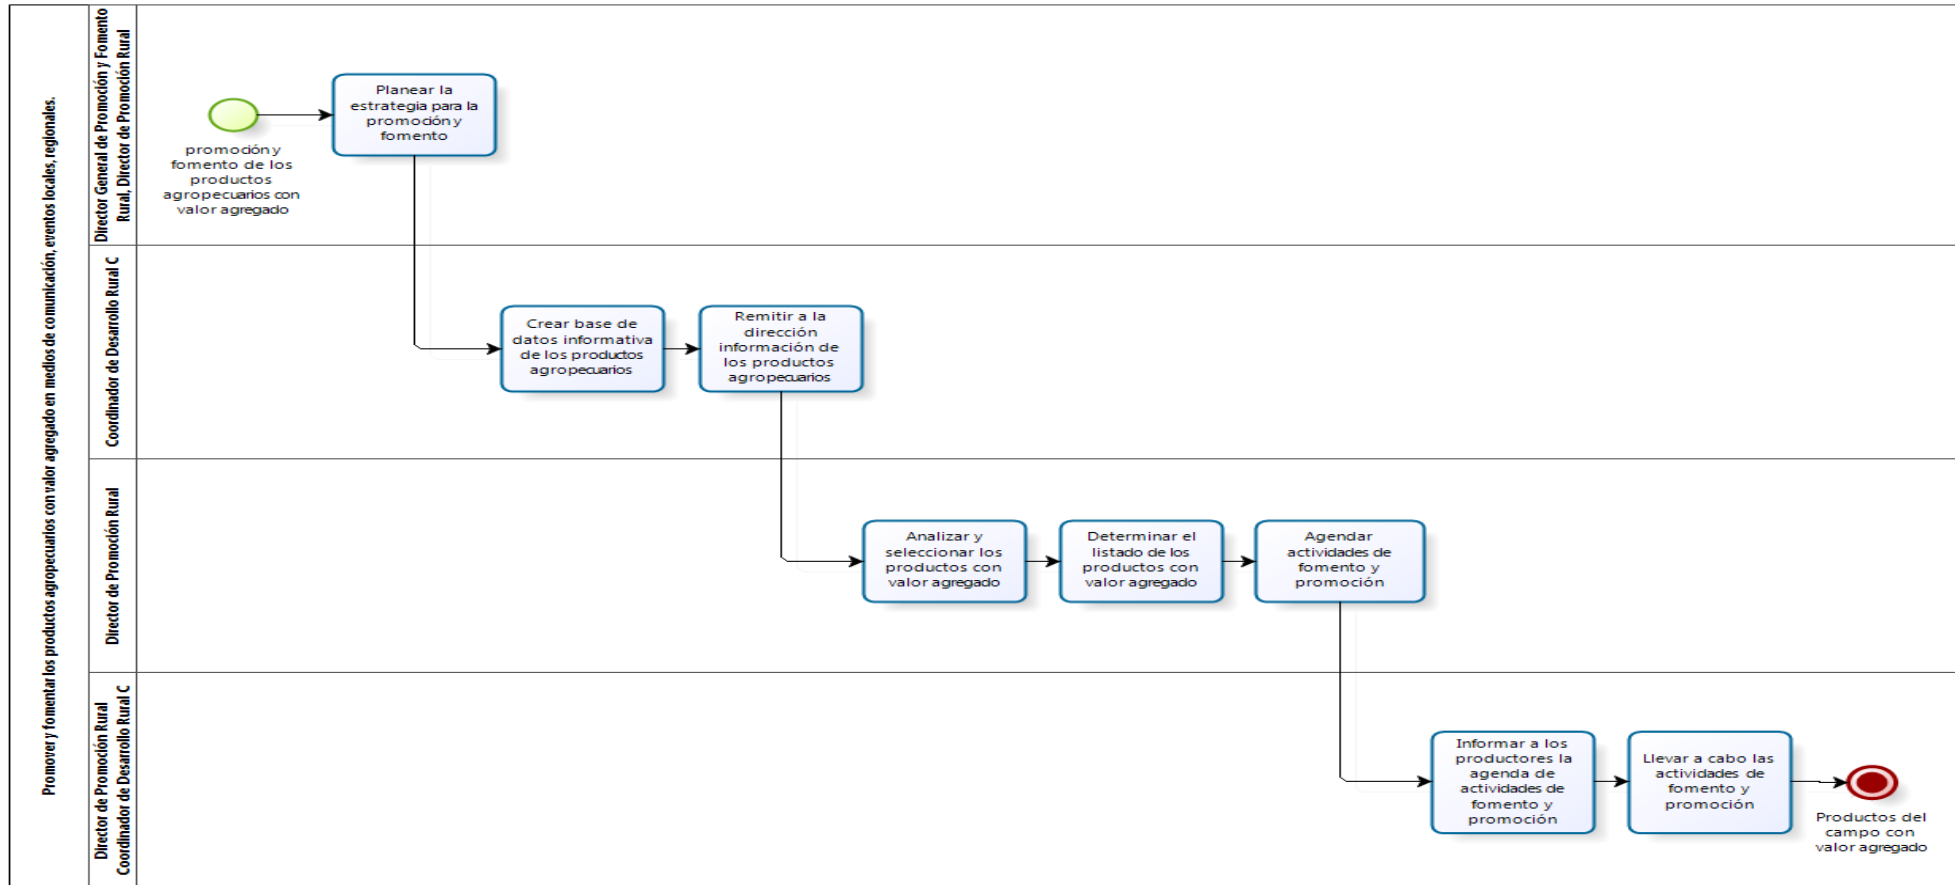 Promover y fomentar los productos agropecuarios con valor agregado en medios de comunicación, eventos locales, regionales.
Director General de Promoción y Fomento
Rural, Director de Promoción Rural
promoción y
fomento de los
productos
agropecuarios con
valor agregado
Planear la
estrategia para la
promoción y
fomento
Coordinador de Desarrollo Rural C
Crear base de
datos informativa
de los productos
agropecuarios
Remitir a la
dirección
información de
los productos
agropecuarios
Director de Promoción Rural
Analizar y
seleccionar los
productos con
valor agregado
Determinar el
listado de los
productos con
valor agregado
Agendar
actividades de
fomento y
promoción
Director de Promoción Rural
Coordinador de Desarrollo Rural C
Informar a los
productores la
agenda de
actividades de
fomento y
promoción
Llevar a cabo las
actividades de
fomento y
promoción
Productos del
campo con
valor agregado